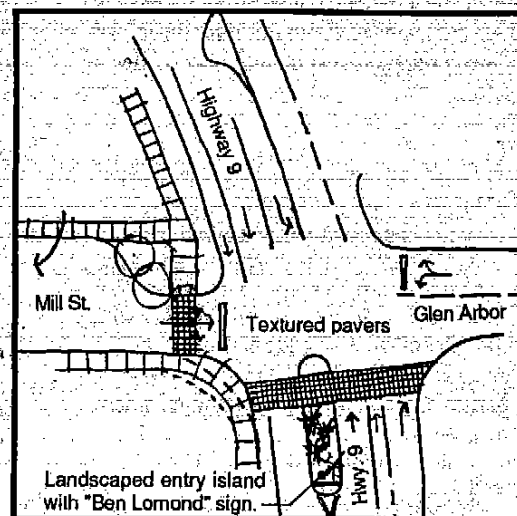 Highway 9
Mill St.
Textured pavers
Glen Arbor
Hwy. 9
Landscaped entry island
with "Ben Lomond" sign.